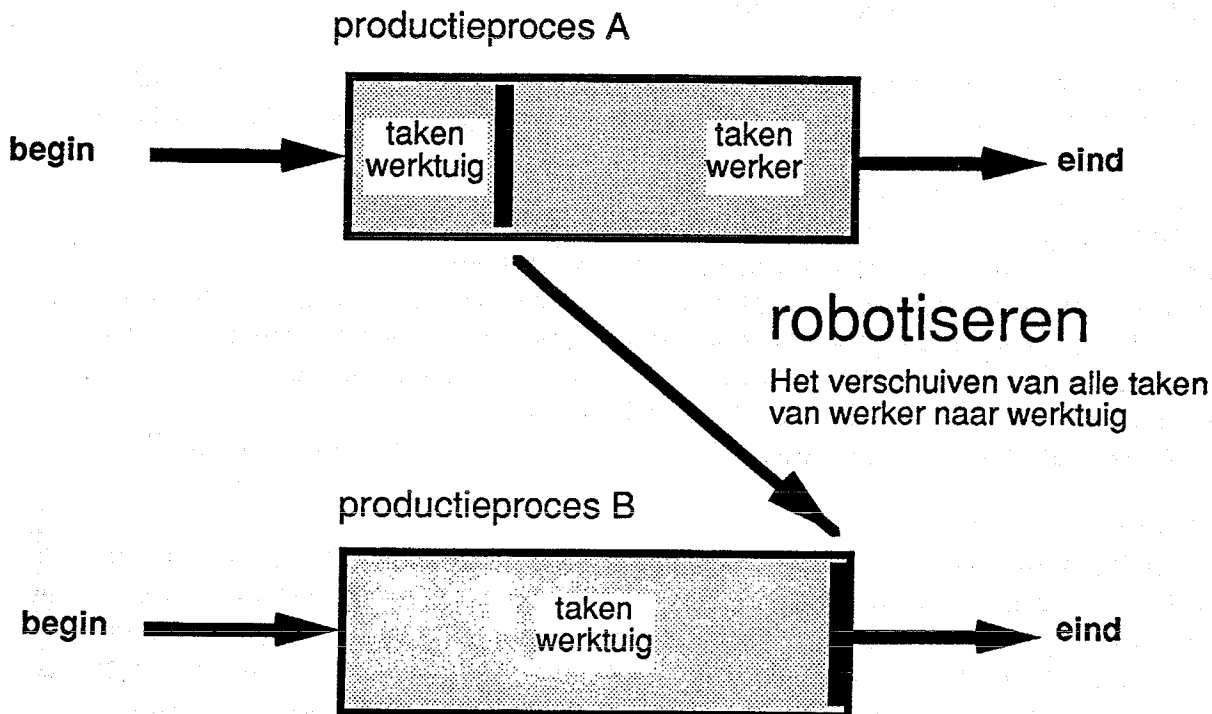 productieproces A
begin
taken
werktuig
taken
werker
eind
robotiseren
Het verschuiven van alle taken
van werker naar werktuig
productieproces B
begin
taken
werktuig
eind